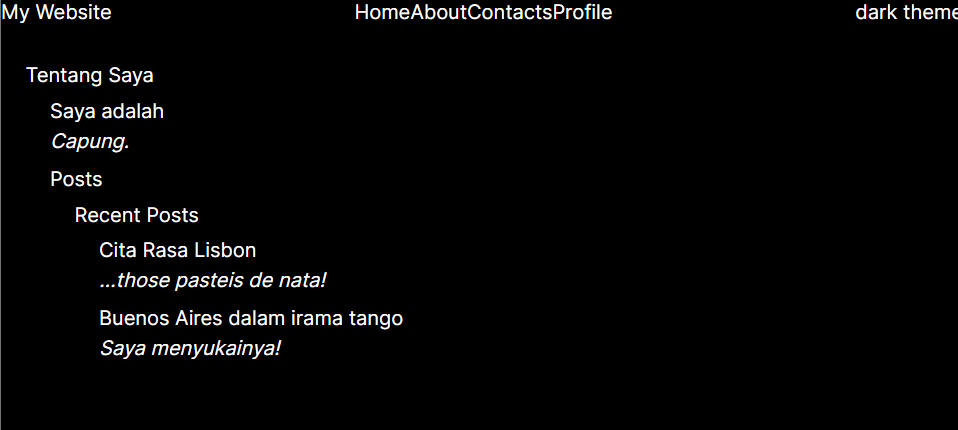 My Website HomeAboutContactsProfile dark theme
Tentang Saya
Saya adalah
Capung.
Posts
Recent Posts
Cita Rasa Lisbon
...those pasteis de nata!
Buenos Aires dalam irama tango
Saya menyukainya!